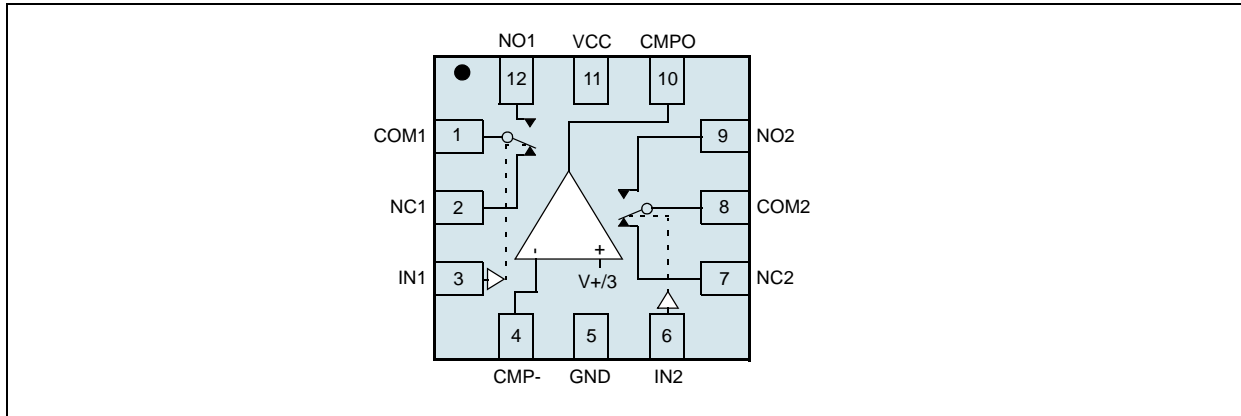 NO1 VCC CMPO
12 11 10
COM1 1 9 NO2
NC1 2 8 COM2
- +
IN1 3 V+/3 7 NC2
4 5 6
CMP- GND IN2